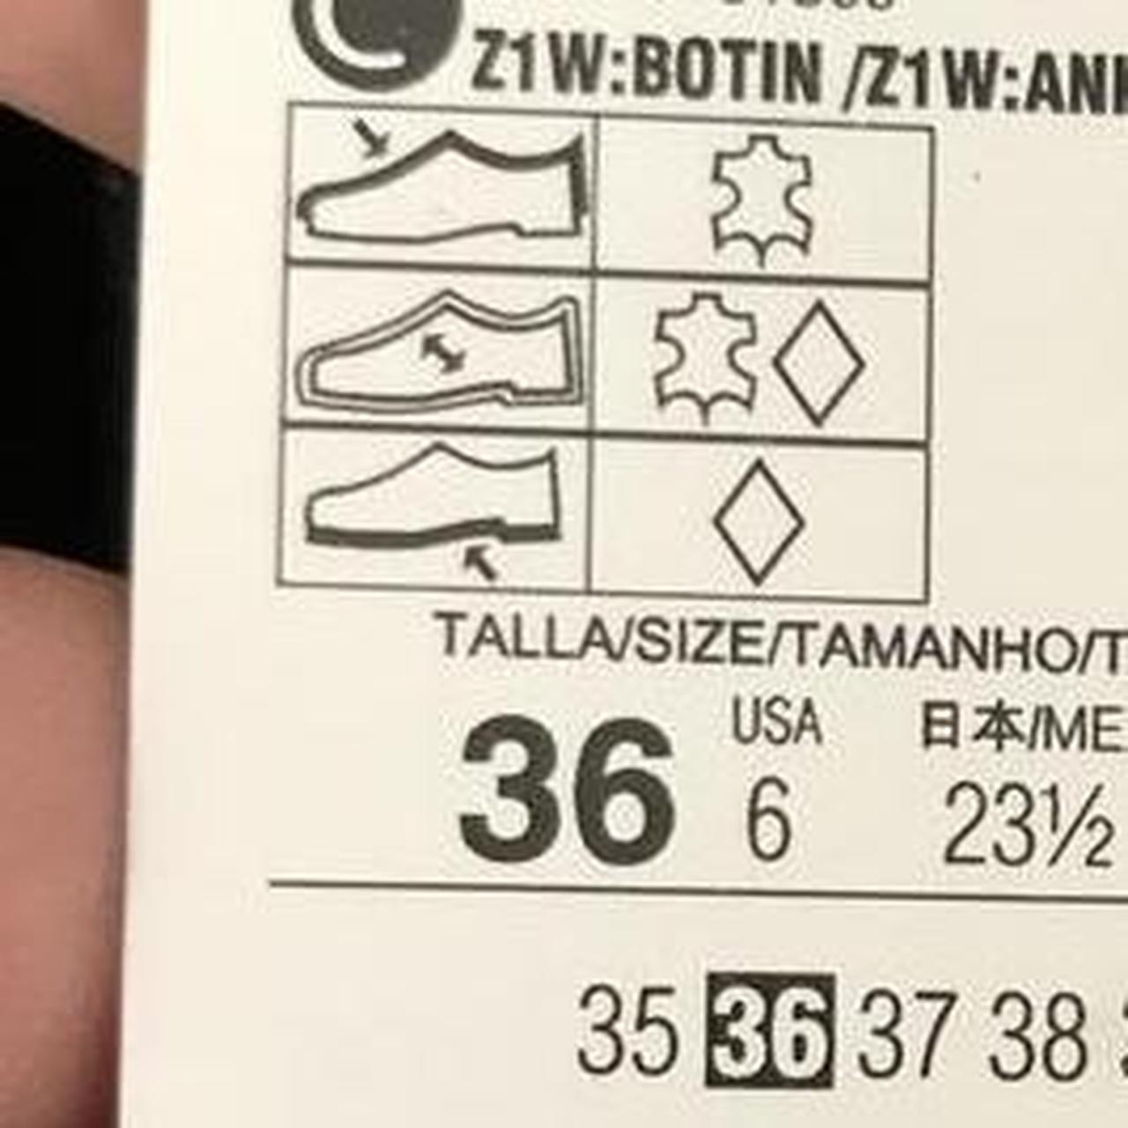 Z1W:BOTIN /Z1W:AN
TALLA/SIZE/TAMANHO/T
USA 日本/ME
36 6 23½
35 36 37 38